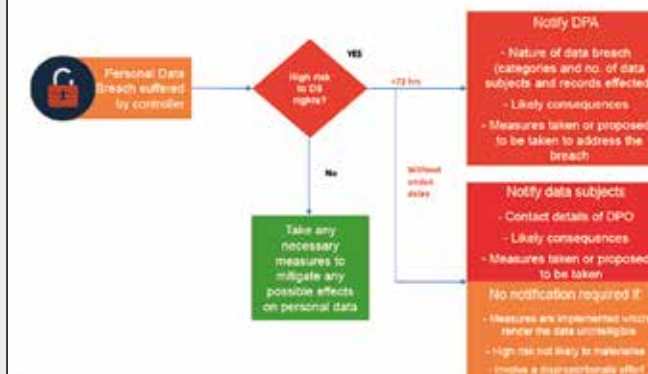 Personal Data
Breach suffered
by controller
High risk
to DS
rights?
YES
No
<72 hrs
Without
undue
delay
Take any
necessary
measures to
mitigate any
possible effects
on personal data
Notify DPA
- Nature of data breach
(categories and no. of data
subjects and records effected
- Likely consequences
- Measures taken or proposed
to be taken to address the
breach
Notify data subjects
- Contact details of DPO
- Likely consequences
- Measures taken or proposed
to be taken
No notification required if:
- Measures are implemented which
render the data unintelligible
- High risk not likely to materialise
- Involve a disproportionate effort